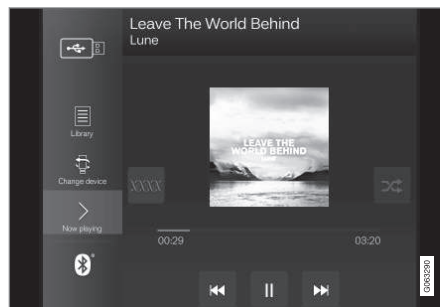 Leave The World Behind
Lune
Library
LEAVE THE
WORLD BEHIND
LUNE
XXXX
Change device
Now playing
00:29
03:20
G063290